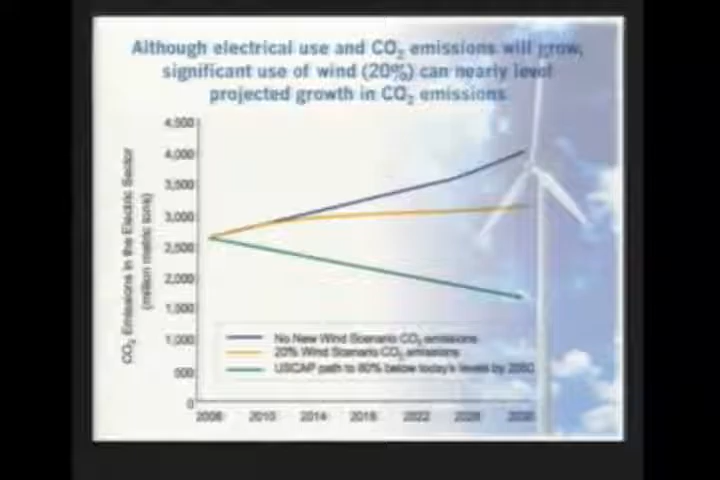 Although electrical use and CO₂ emissions will grow,
significant use of wind (20%) can nearly level
projected growth in CO₂ emissions
CO₂ Emissions in the Electric Sector
(million metric tons)
4,500
4,000
3,500
3,000
2,500
2,000
1,500
1,000
500
0
No New Wind Scenario CO₂ emissions
20% Wind Scenario CO₂ emissions
USCAP path to 80% below today's levels by 2050
2006 2010 2014 2018 2022 2026 2030